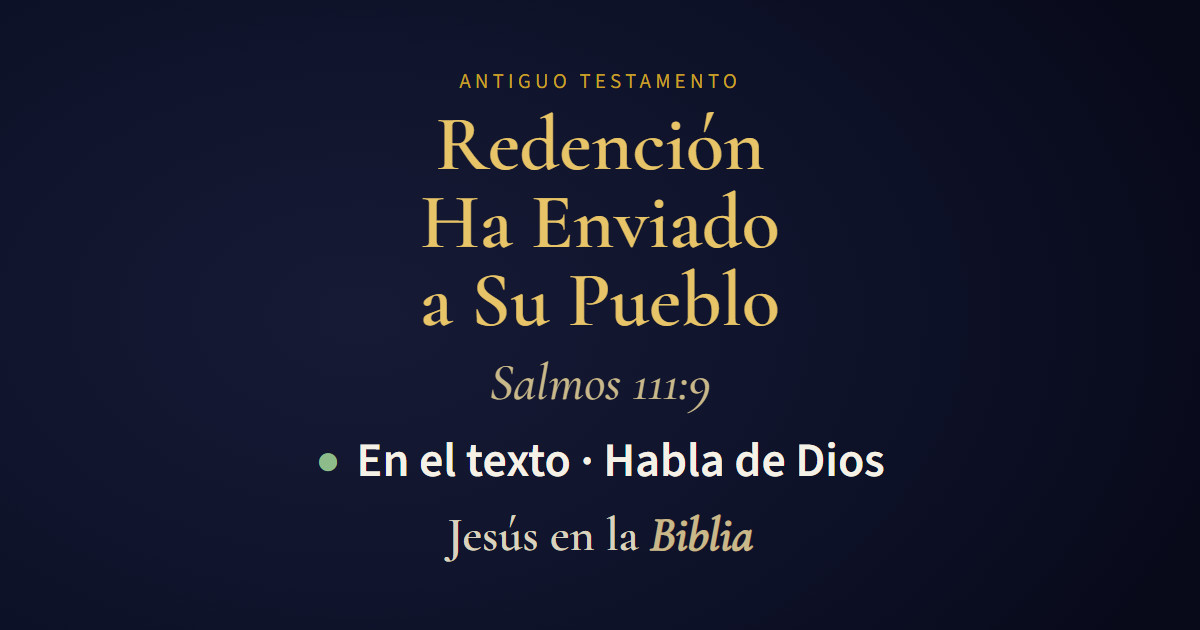 ANTIGUO TESTAMENTO
Redención
Ha Enviado
a Su Pueblo
Salmos 111:9
En el texto · Habla de Dios
Jesús en la Biblia